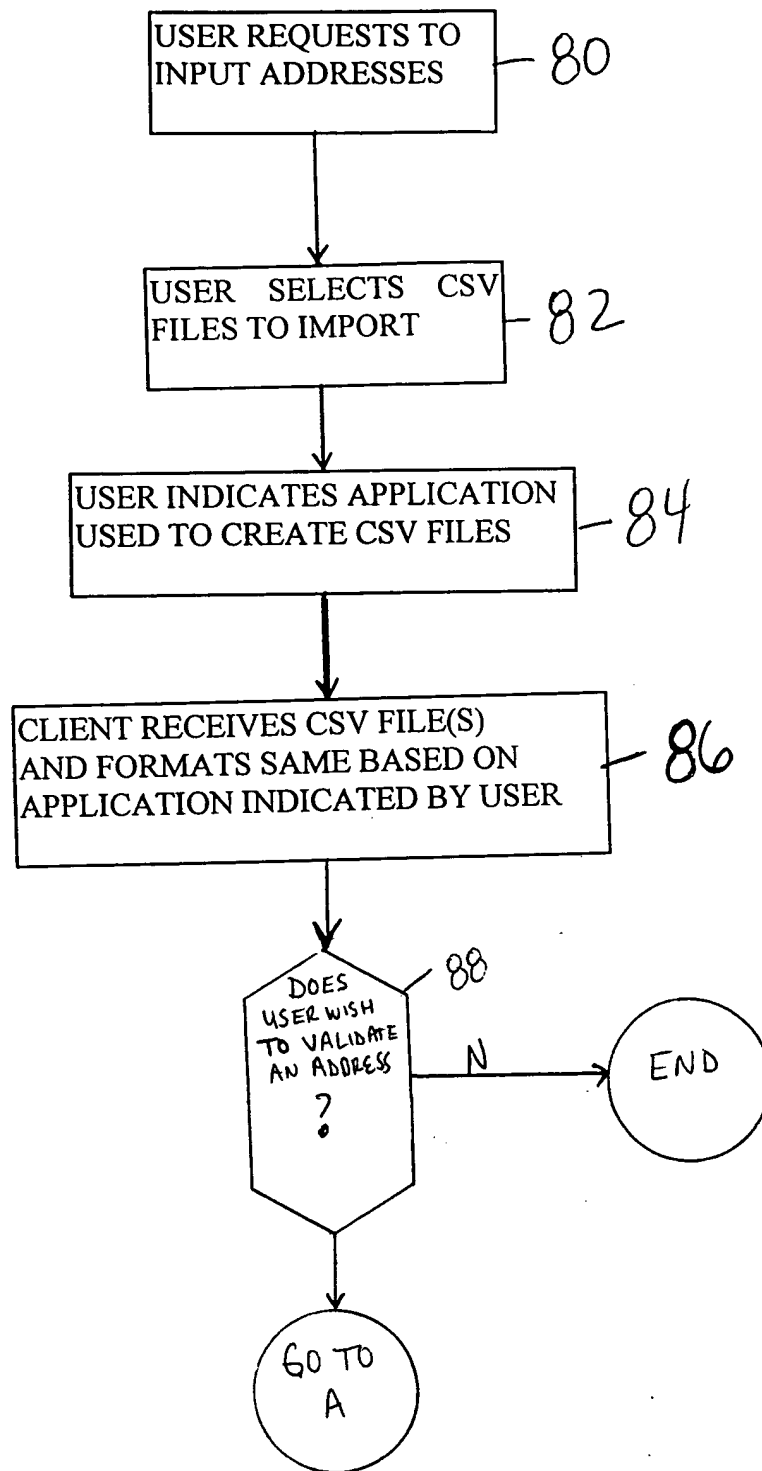 USER REQUESTS TO
INPUT ADDRESSES
80
USER SELECTS CSV
FILES TO IMPORT
82
USER INDICATES APPLICATION
USED TO CREATE CSV FILES
84
CLIENT RECEIVES CSV FILE(S)
AND FORMATS SAME BASED ON
APPLICATION INDICATED BY USER
86
88
DOES
USER WISH
TO VALIDATE
AN ADDRESS
?
N
END
GO TO
A